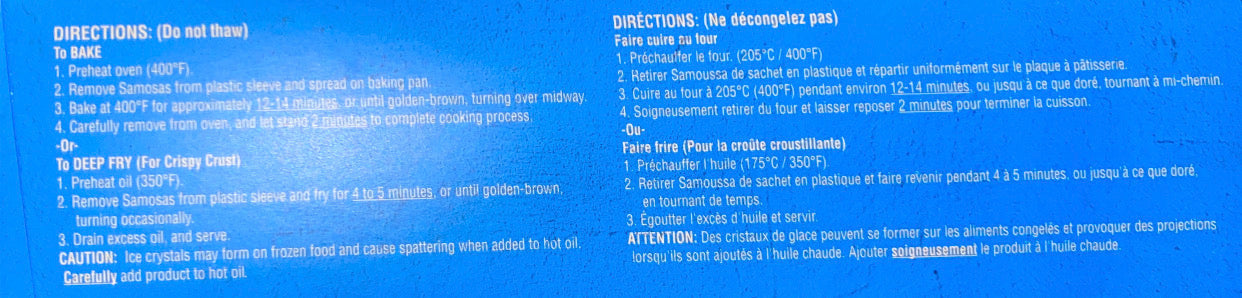 DIRECTIONS: (Do not thaw)
To BAKE
1. Preheat oven (400°F).
2. Remove Samosas from plastic sleeve and spread on baking pan.
3. Bake at 400°F for approximately 12-14 minutes, or until golden-brown, turning over midway.
4. Carefully remove from oven, and let stand 2 minutes to complete cooking process.
-Or-
To DEEP FRY (For Crispy Crust)
1. Preheat oil (350°F).
2. Remove Samosas from plastic sleeve and fry for 4 to 5 minutes, or until golden-brown,
turning occasionally.
3. Drain excess oil, and serve.
CAUTION: Ice crystals may form on frozen food and cause spattering when added to hot oil.
Carefully add product to hot oil.
DIRÉCTIONS: (Ne décongelez pas)
Faire cuire au four
1. Préchauffer le four. (205°C / 400°F)
2. Retirer Samoussa de sachet en plastique et répartir uniformément sur le plaque à pâtisserie.
3. Cuire au four à 205°C (400°F) pendant environ 12-14 minutes, ou jusqu'à ce que doré, tournant à mi-chemin.
4. Soigneusement retirer du four et laisser reposer 2 minutes pour terminer la cuisson.
-Ou-
Faire frire (Pour la croûte croustillante)
1. Préchauffer l'huile (175°C / 350°F).
2. Retirer Samoussa de sachet en plastique et faire revenir pendant 4 à 5 minutes, ou jusqu'à ce que doré,
en tournant de temps.
3. Égoutter l'excès d'huile et servir.
ATTENTION: Des cristaux de glace peuvent se former sur les aliments congelés et provoquer des projections
lorsqu'ils sont ajoutés à l'huile chaude. Ajouter soigneusement le produit à l'huile chaude.